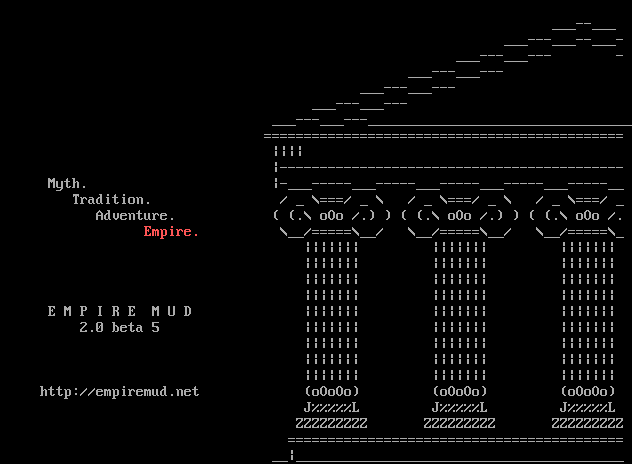 Myth.
Tradition.
Adventure.
Empire.
E M P I R E  M U D
2.0 beta 5
http://empiremud.net